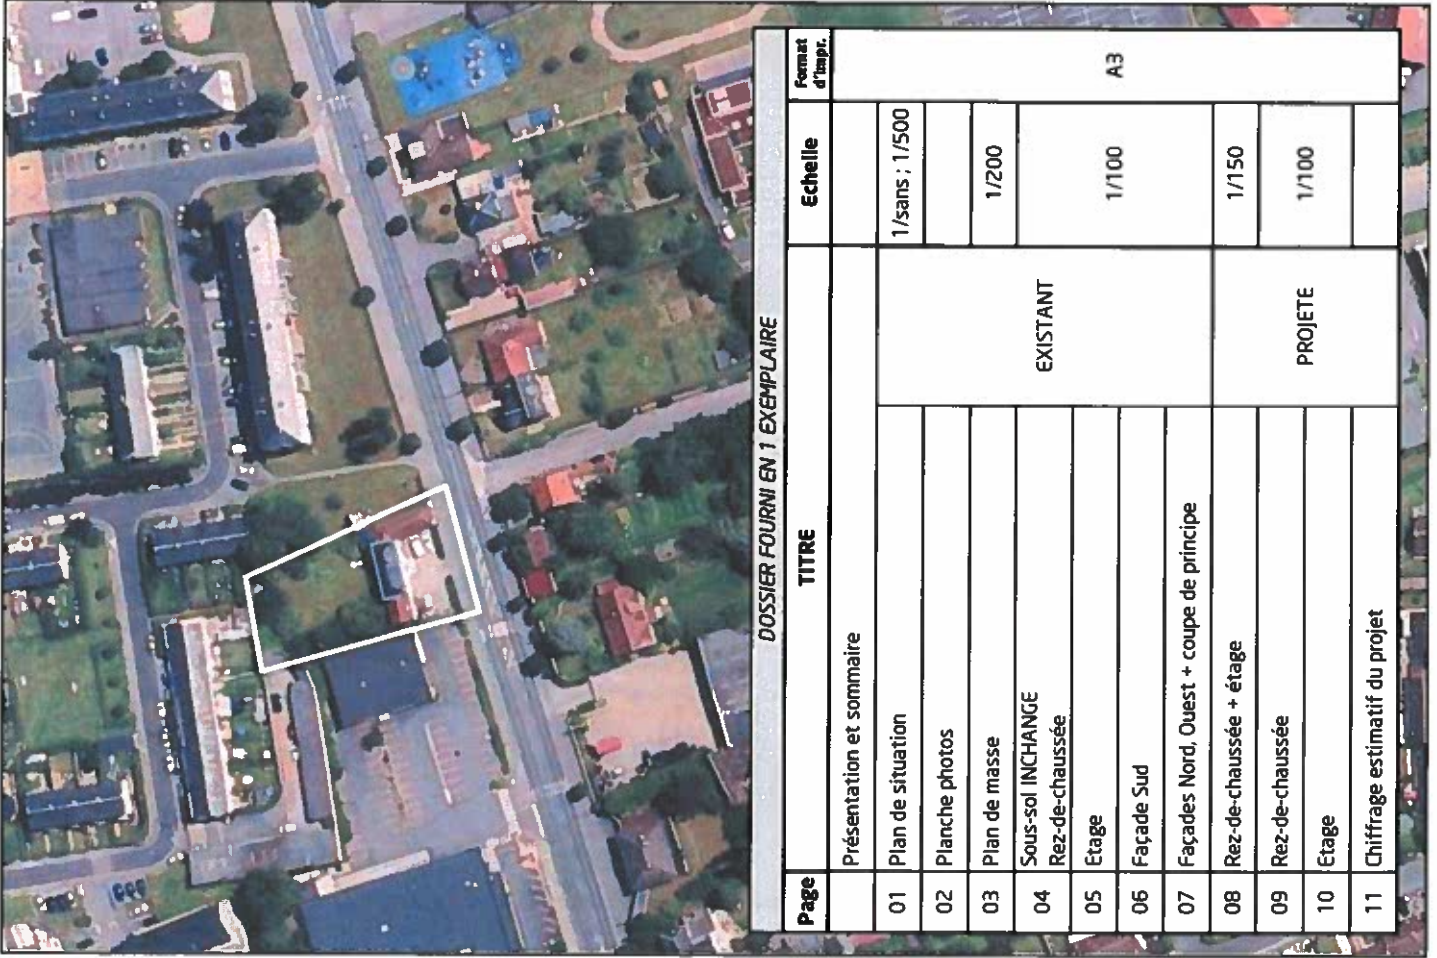 DOSSIER FOURNI EN 1 EXEMPLAIRE
Page TITRE Echelle Format d'impr.
Présentation et sommaire
01 Plan de situation 1/sans ; 1/500
02 Planche photos
03 Plan de masse 1/200
04 Sous-sol INCHANGE
Rez-de-chaussée
05 Etage
06 Façade Sud
07 Façades Nord, Ouest + coupe de principe
EXISTANT
1/100
08 Rez-de-chaussée + étage 1/150
09 Rez-de-chaussée
10 Etage
11 Chiffrage estimatif du projet
PROJETE
1/100
A3